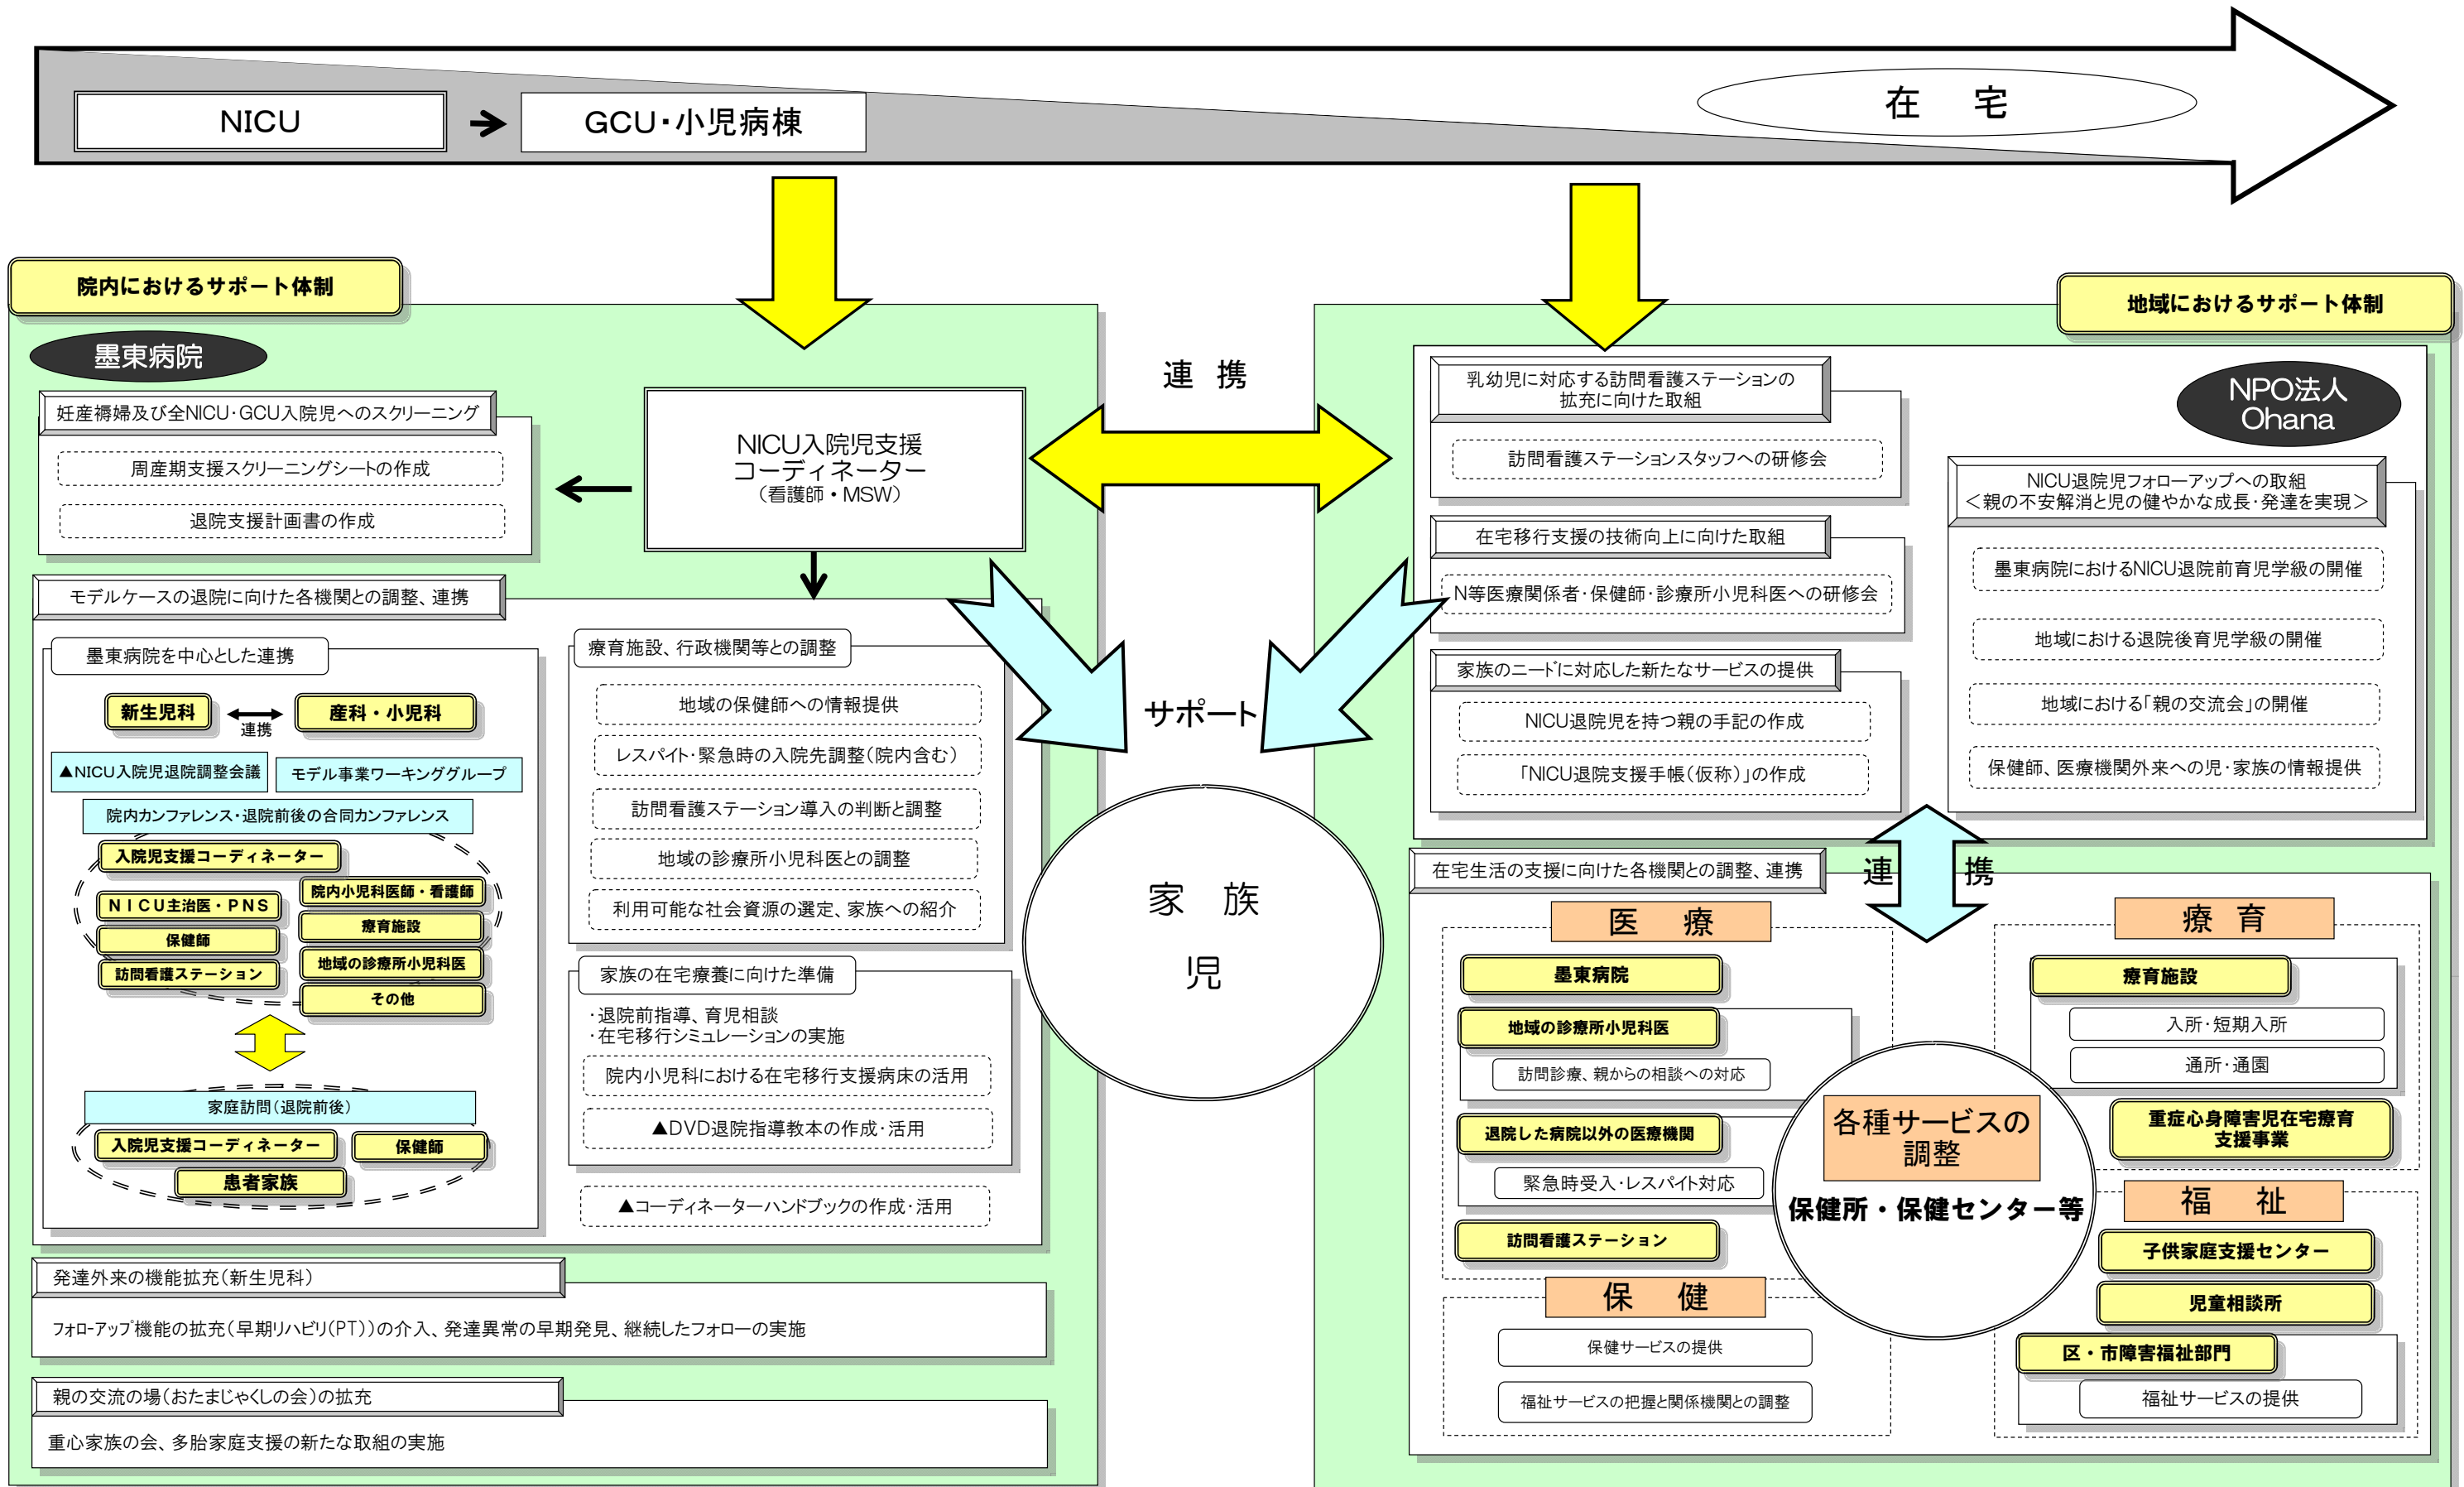 NICU
GCU・小児病棟
在 宅
院内におけるサポート体制
墨東病院
妊産褥婦及び全NICU・GCU入院児へのスクリーニング
周産期支援スクリーニングシートの作成
退院支援計画書の作成
NICU入院児支援
コーディネーター
（看護師・MSW）
モデルケースの退院に向けた各機関との調整、連携
墨東病院を中心とした連携
新生児科
連携
産科・小児科
▲NICU入院児退院調整会議
モデル事業ワーキンググループ
院内カンファレンス・退院前後の合同カンファレンス
入院児支援コーディネーター
院内小児科医師・看護師
ＮＩＣＵ主治医・ＰＮＳ
療育施設
保健師
地域の診療所小児科医
訪問看護ステーション
その他
家庭訪問（退院前後）
入院児支援コーディネーター
保健師
患者家族
療育施設、行政機関等との調整
地域の保健師への情報提供
レスパイト・緊急時の入院先調整（院内含む）
訪問看護ステーション導入の判断と調整
地域の診療所小児科医との調整
利用可能な社会資源の選定、家族への紹介
家族の在宅療養に向けた準備
・退院前指導、育児相談
・在宅移行シミュレーションの実施
院内小児科における在宅移行支援病床の活用
▲DVD退院指導教本の作成・活用
▲コーディネーターハンドブックの作成・活用
発達外来の機能拡充（新生児科）
フォローアップ機能の拡充（早期リハビリ（PT））の介入、発達異常の早期発見、継続したフォローの実施
親の交流の場（おたまじゃくしの会）の拡充
重心家族の会、多胎家庭支援の新たな取組の実施
連 携
サポート
家 族
児
地域におけるサポート体制
NPO法人
Ohana
乳幼児に対応する訪問看護ステーションの
拡充に向けた取組
訪問看護ステーションスタッフへの研修会
在宅移行支援の技術向上に向けた取組
N等医療関係者・保健師・診療所小児科医への研修会
家族のニードに対応した新たなサービスの提供
NICU退院児を持つ親の手記の作成
「NICU退院支援手帳（仮称）」の作成
NICU退院児フォローアップへの取組
＜親の不安解消と児の健やかな成長・発達を実現＞
墨東病院におけるNICU退院前育児学級の開催
地域における退院後育児学級の開催
地域における「親の交流会」の開催
保健師、医療機関外来への児・家族の情報提供
連 携
在宅生活の支援に向けた各機関との調整、連携
医 療
墨東病院
地域の診療所小児科医
訪問診療、親からの相談への対応
退院した病院以外の医療機関
緊急時受入・レスパイト対応
訪問看護ステーション
保 健
保健サービスの提供
福祉サービスの把握と関係機関との調整
各種サービスの
調整
保健所・保健センター等
療 育
療育施設
入所・短期入所
通所・通園
重症心身障害児在宅療育
支援事業
福 祉
子供家庭支援センター
児童相談所
区・市障害福祉部門
福祉サービスの提供